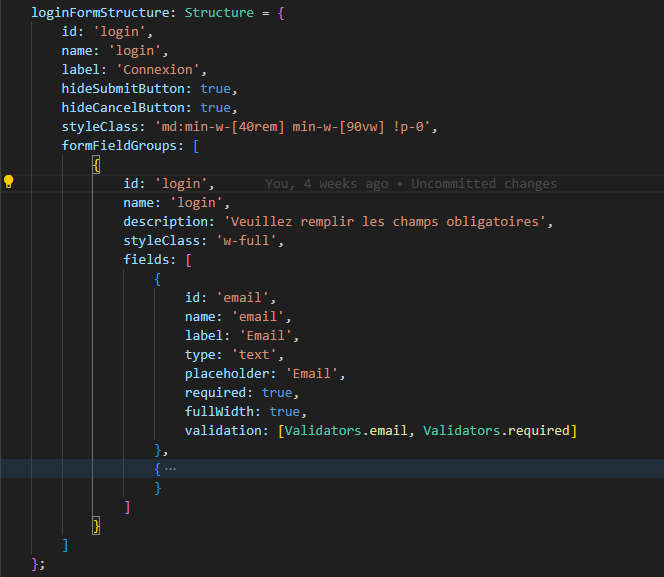 loginFormStructure: Structure = {
id: 'login',
name: 'login',
label: 'Connexion',
hideSubmitButton: true,
hideCancelButton: true,
styleClass: 'md:min-w-[40rem] min-w-[90vw] !p-0',
formFieldGroups: [
{
id: 'login', You, 4 weeks ago • Uncommitted changes
name: 'login',
description: 'Veuillez remplir les champs obligatoires',
styleClass: 'w-full',
fields: [
{
id: 'email',
name: 'email',
label: 'Email',
type: 'text',
placeholder: 'Email',
required: true,
fullWidth: true,
validation: [Validators.email, Validators.required]
},
{ ⋯
}
]
}
]
};